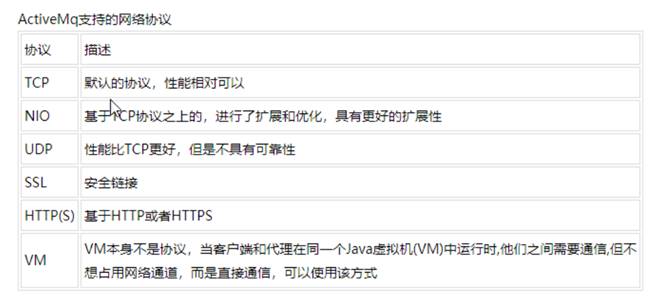 ActiveMq支持的网络协议
协议 描述
TCP 默认的协议，性能相对可以
NIO 基于TCP协议之上的，进行了扩展和优化，具有更好的扩展性
UDP 性能比TCP更好，但是不具有可靠性
SSL 安全链接
HTTP(S) 基于HTTP或者HTTPS
VM VM本身不是协议，当客户端和代理在同一个Java虚拟机(VM)中运行时,他们之间需要通信,但不
想占用网络通道，而是直接通信，可以使用该方式